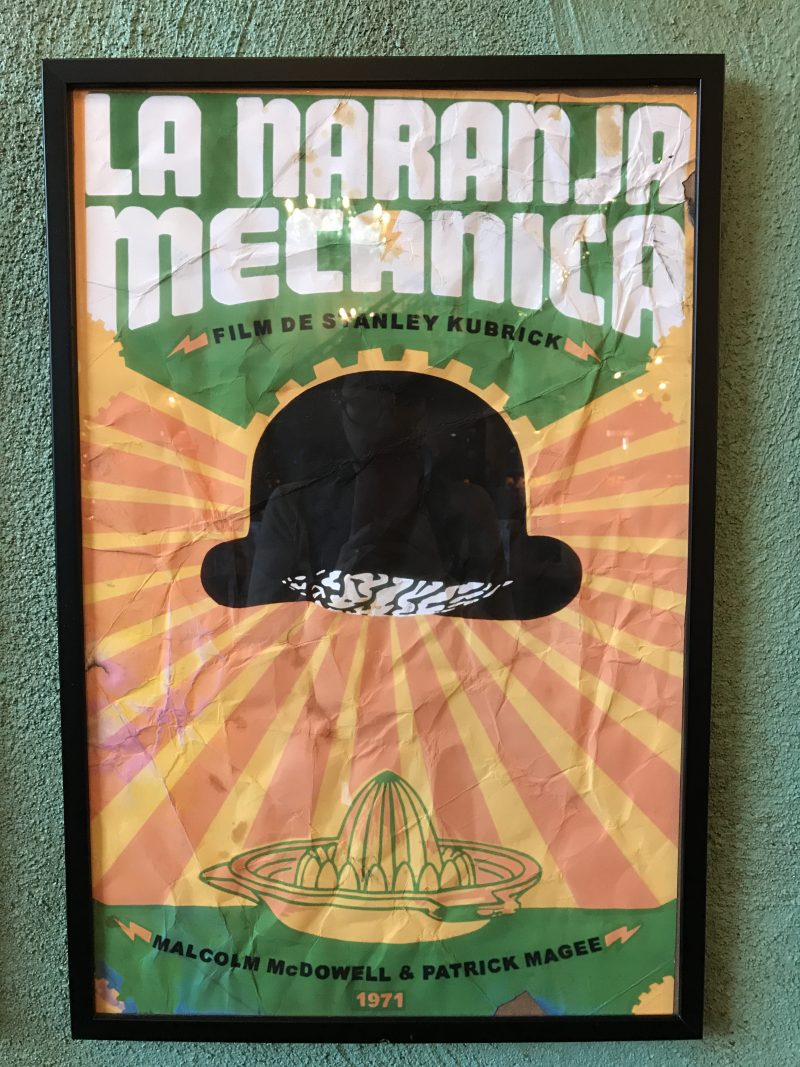 LA NARANJA
MECANICA
FILM DE STANLEY KUBRICK
MALCOLM McDOWELL & PATRICK MAGEE
1971